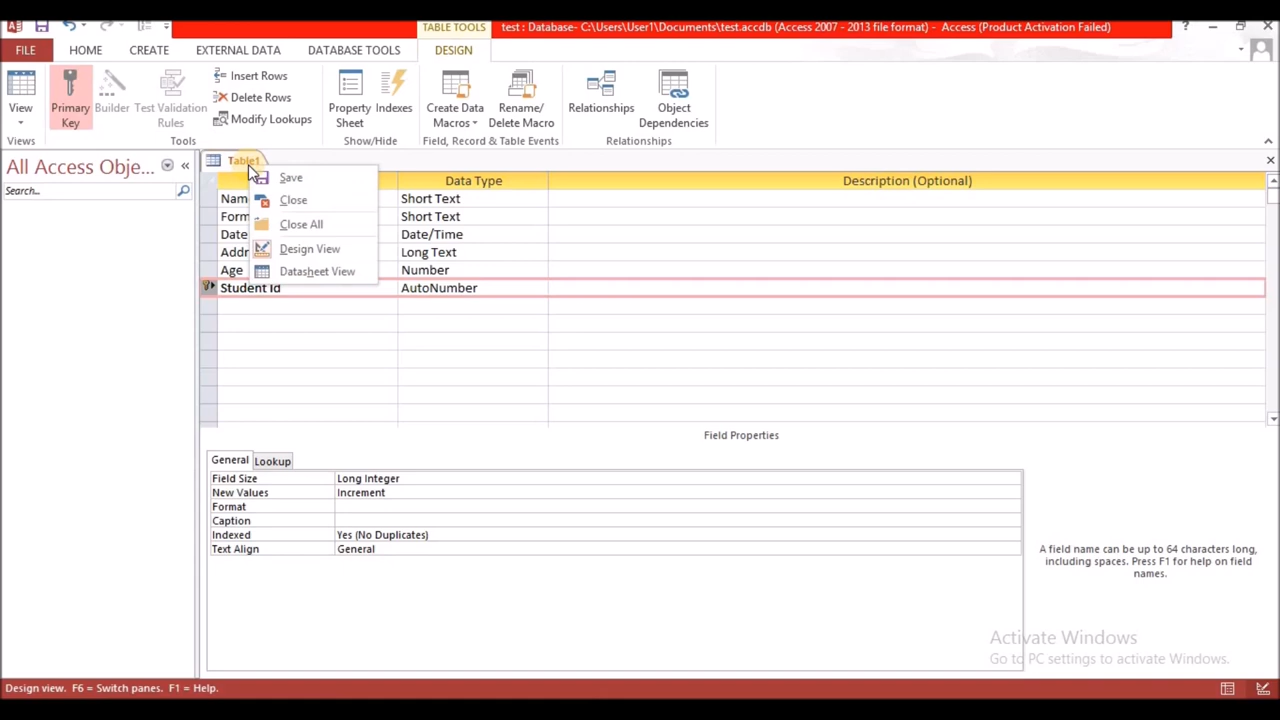 TABLE TOOLS
test : Database- C:\Users\User1\Documents\test.accdb (Access 2007 - 2013 file format) - Access (Product Activation Failed)
FILE HOME CREATE EXTERNAL DATA DATABASE TOOLS DESIGN
View
Primary Key
Builder
Test Validation Rules
Insert Rows
Delete Rows
Modify Lookups
Property Sheet
Indexes
Create Data Macros
Rename/ Delete Macro
Relationships
Object Dependencies
Views Tools Show/Hide Field, Record & Table Events Relationships
All Access Obje...
Search...
Table1
Save
Close
Close All
Design View
Datasheet View
Data Type Description (Optional)
Short Text
Short Text
Date Date/Time
Long Text
Age Number
Student Id AutoNumber
Field Properties
General Lookup
Field Size Long Integer
New Values Increment
Format
Caption
Indexed Yes (No Duplicates)
Text Align General
A field name can be up to 64 characters long,
including spaces. Press F1 for help on field
names.
Activate Windows
Go to PC settings to activate Windows.
Design view. F6 = Switch panes. F1 = Help.